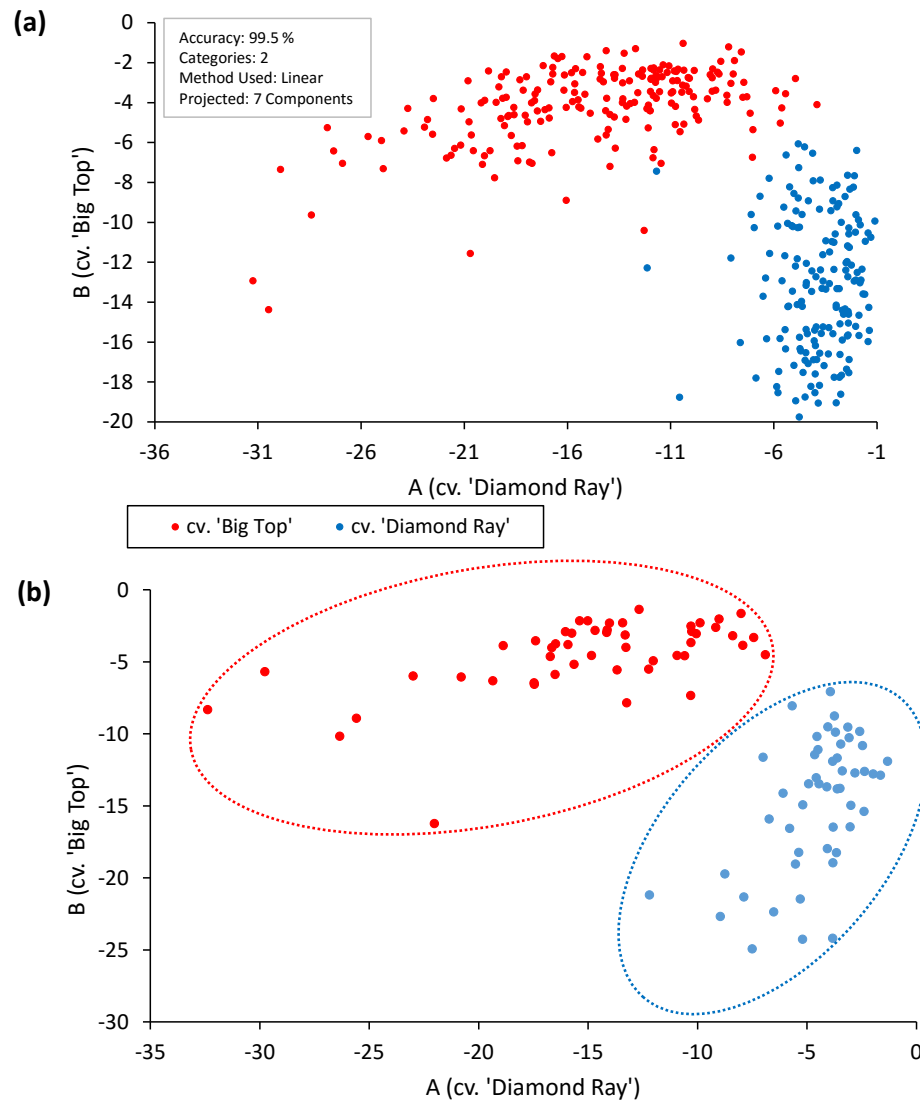 (a)
Accuracy: 99.5 %
Categories: 2
Method Used: Linear
Projected: 7 Components
0
-2
-4
-6
-8
-10
-12
-14
-16
-18
-20
B (cv. 'Big Top')
-36 -31 -26 -21 -16 -11 -6 -1
A (cv. 'Diamond Ray')
cv. 'Big Top' cv. 'Diamond Ray'
(b)
0
-5
-10
-15
-20
-25
-30
B (cv. 'Big Top')
-35 -30 -25 -20 -15 -10 -5 0
A (cv. 'Diamond Ray')